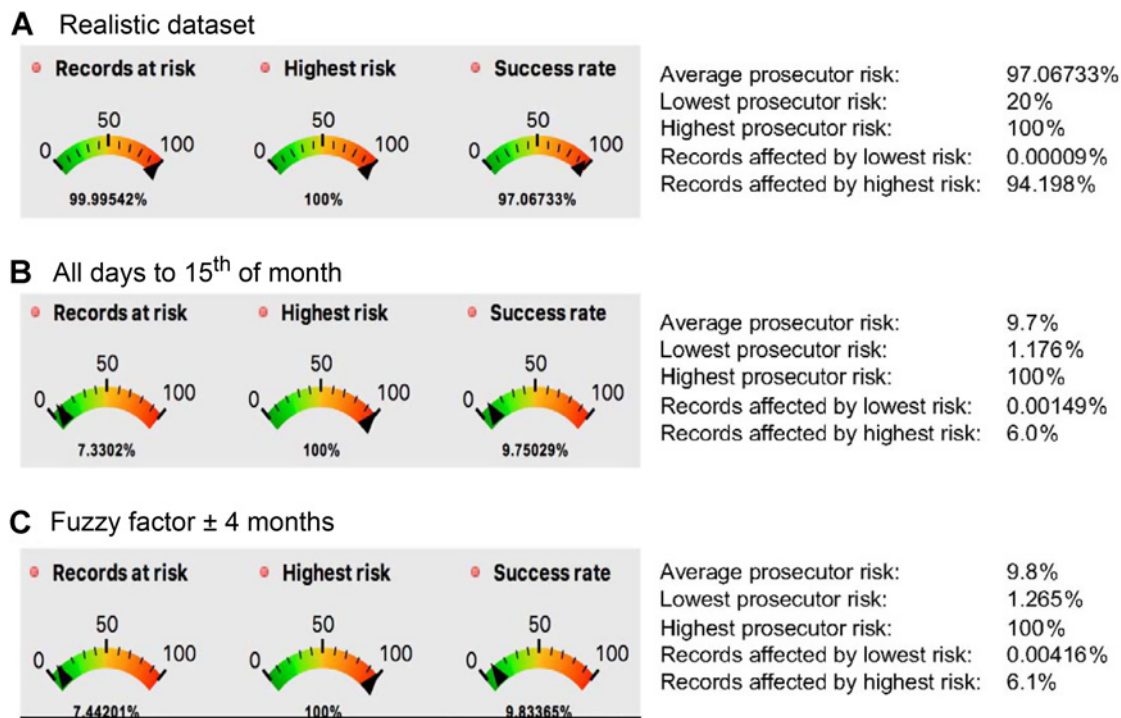 A Realistic dataset
Records at risk Highest risk Success rate
0 50 100 0 50 100 0 50 100
99.99542% 100% 97.06733%
Average prosecutor risk: 97.06733%
Lowest prosecutor risk: 20%
Highest prosecutor risk: 100%
Records affected by lowest risk: 0.00009%
Records affected by highest risk: 94.198%
B All days to 15th of month
Records at risk Highest risk Success rate
0 50 100 0 50 100 0 50 100
7.3302% 100% 9.75029%
Average prosecutor risk: 9.7%
Lowest prosecutor risk: 1.176%
Highest prosecutor risk: 100%
Records affected by lowest risk: 0.00149%
Records affected by highest risk: 6.0%
C Fuzzy factor ± 4 months
Records at risk Highest risk Success rate
0 50 100 0 50 100 0 50 100
7.44201% 100% 9.83365%
Average prosecutor risk: 9.8%
Lowest prosecutor risk: 1.265%
Highest prosecutor risk: 100%
Records affected by lowest risk: 0.00416%
Records affected by highest risk: 6.1%